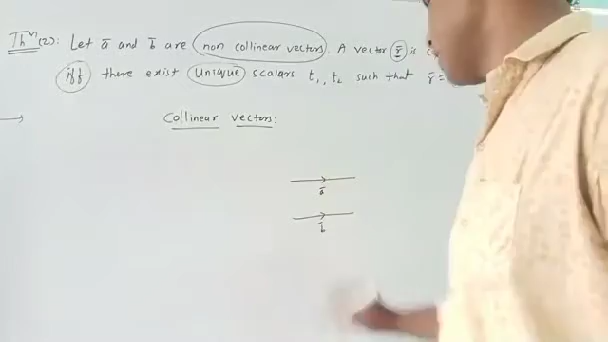 Thm (2): Let a̅ and b̅ are non collinear vectors. A vector r̅ is
iff there exist unique scalars t₁, t₂ such that r̅ =
Collinear vectors:
a̅
b̅